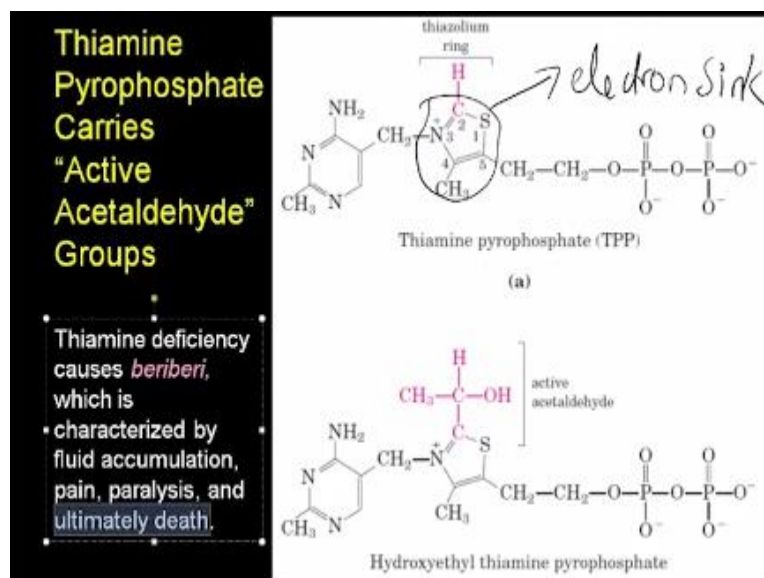 Thiamine
Pyrophosphate
Carries
“Active
Acetaldehyde”
Groups
Thiamine deficiency
causes beriberi,
which is
characterized by
fluid accumulation,
pain, paralysis, and
ultimately death.
thiazolium
ring
electron sink
H
C
NH₂
CH₂—N⁺
S
2
3
1
4
5
N
N
CH₃
CH₃
CH₂—CH₂—O—P—O—P—O⁻
O
O
O⁻
O⁻
Thiamine pyrophosphate (TPP)
(a)
H
CH₃—C—OH
active
acetaldehyde
C
NH₂
CH₂—N⁺
S
N
N
CH₃
CH₃
CH₂—CH₂—O—P—O—P—O⁻
O
O
O⁻
O⁻
Hydroxyethyl thiamine pyrophosphate